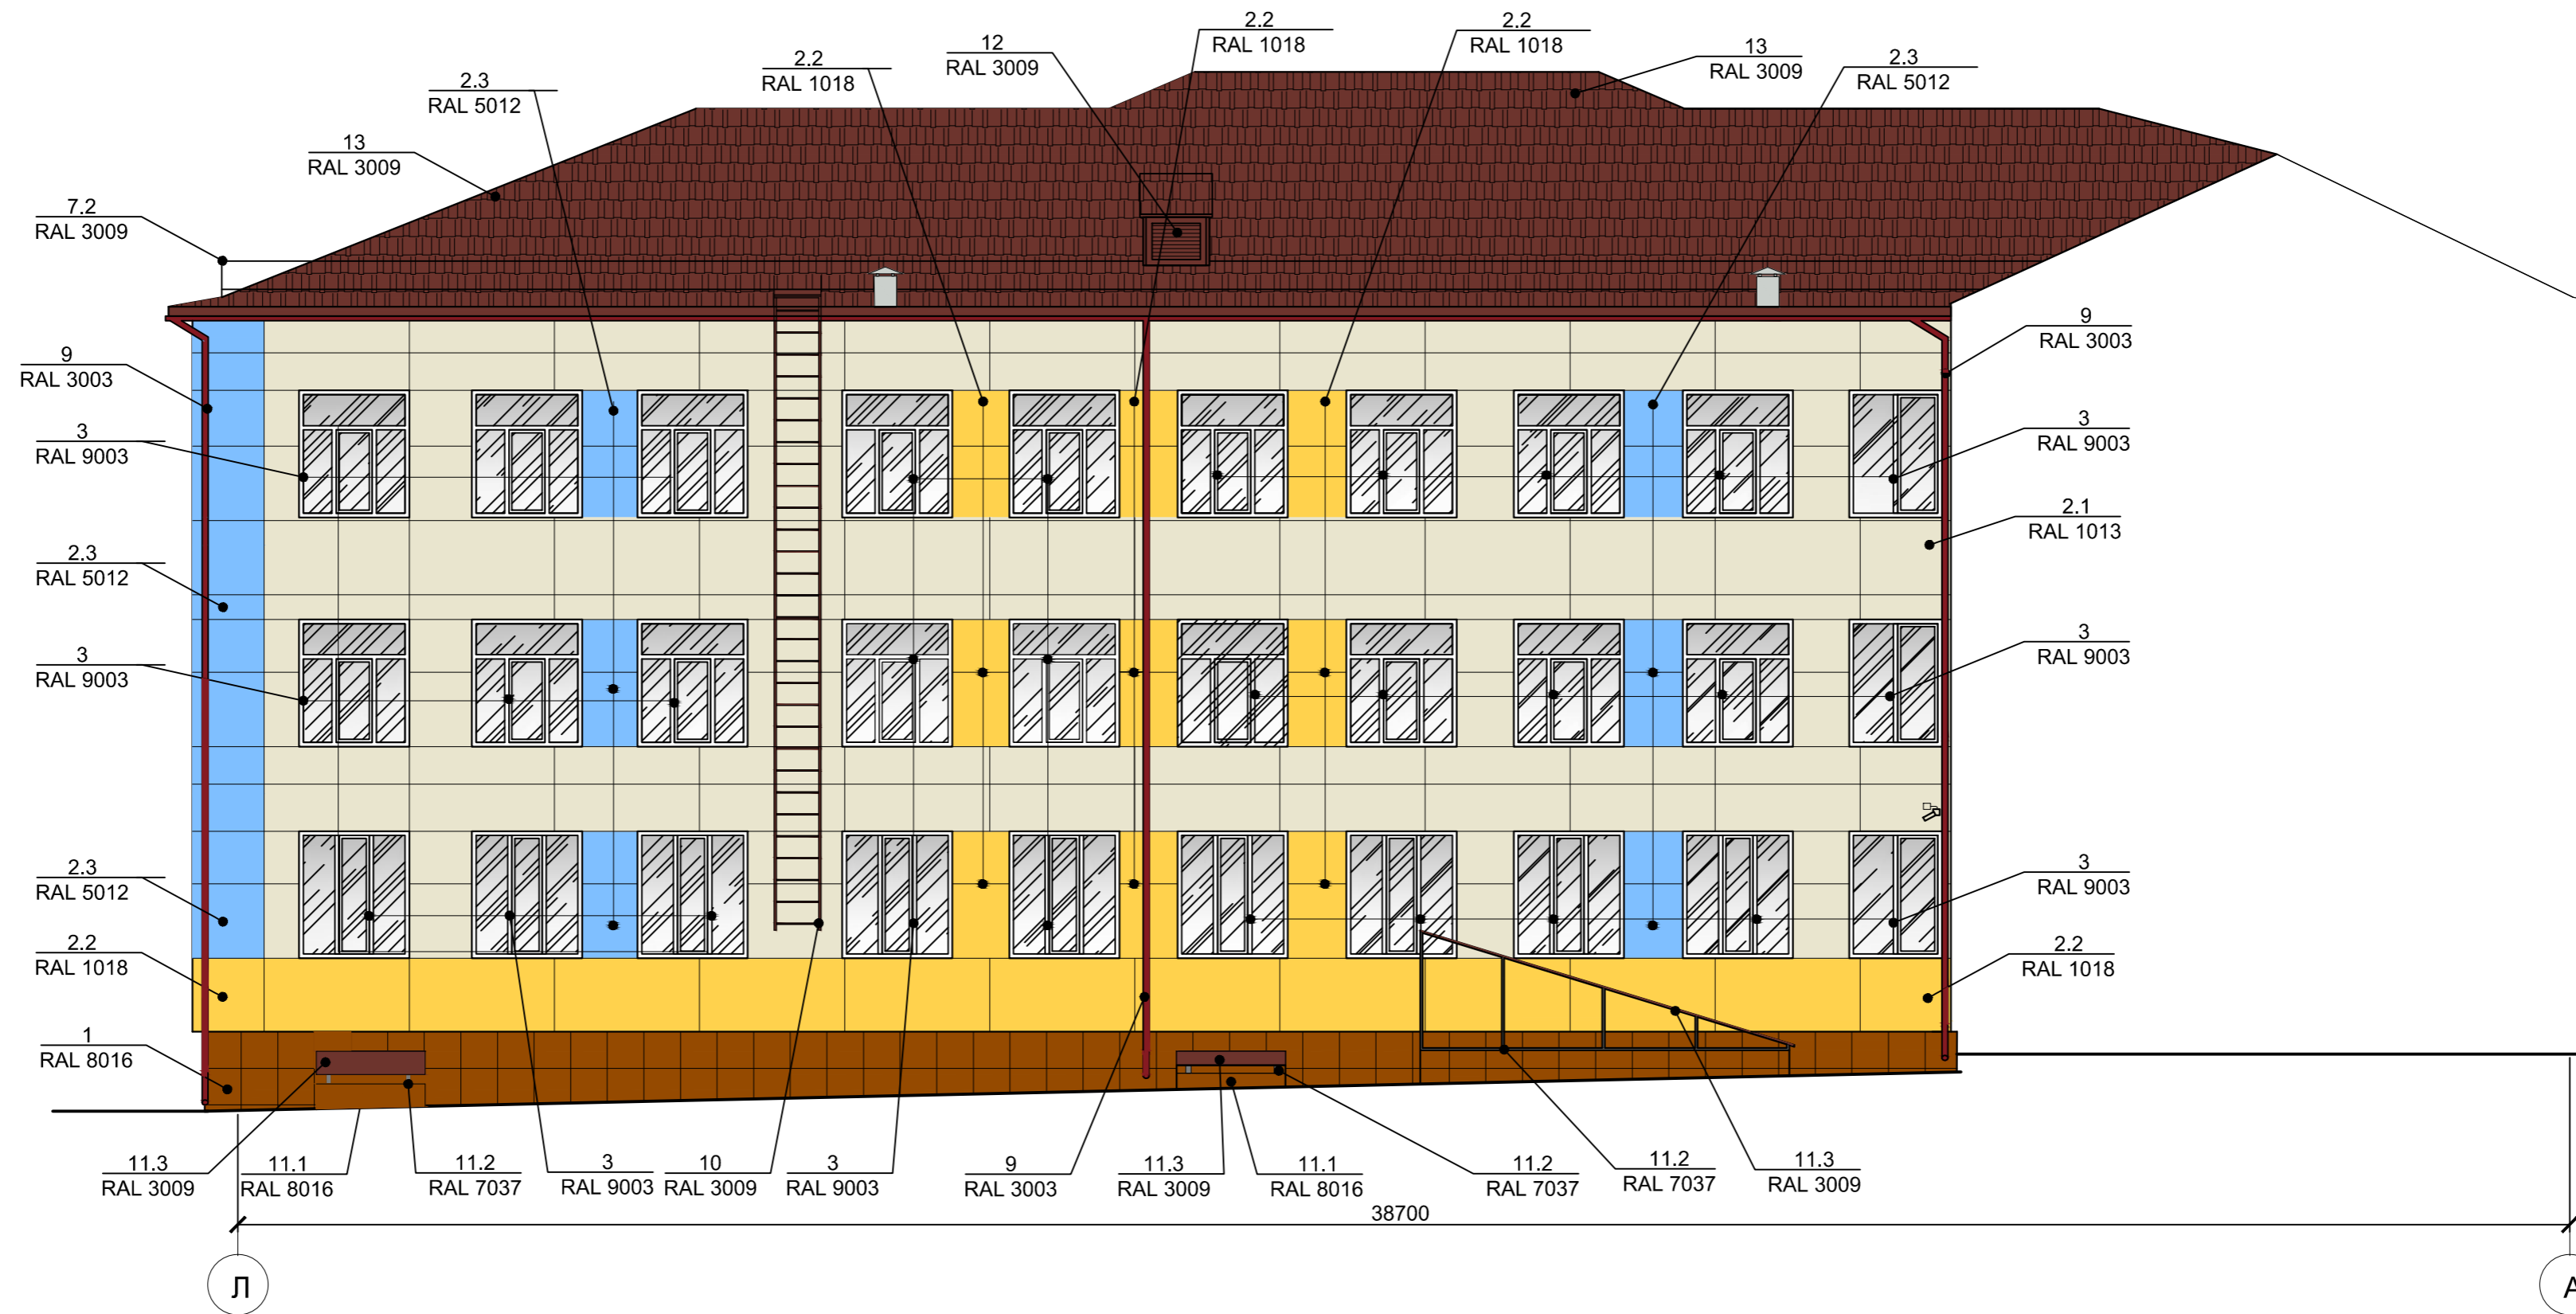 2.2
RAL 1018
2.2
RAL 1018
12
RAL 3009
13
RAL 3009
2.2
RAL 1018
2.3
RAL 5012
2.3
RAL 5012
13
RAL 3009
7.2
RAL 3009
9
RAL 3003
9
RAL 3003
3
RAL 9003
3
RAL 9003
2.1
RAL 1013
2.3
RAL 5012
3
RAL 9003
3
RAL 9003
2.3
RAL 5012
3
RAL 9003
2.2
RAL 1018
2.2
RAL 1018
1
RAL 8016
11.3
RAL 3009
11.1
RAL 8016
11.2
RAL 7037
3
RAL 9003
10
RAL 3009
3
RAL 9003
9
RAL 3003
11.3
RAL 3009
11.1
RAL 8016
11.2
RAL 7037
11.2
RAL 7037
11.3
RAL 3009
38700
Л
А